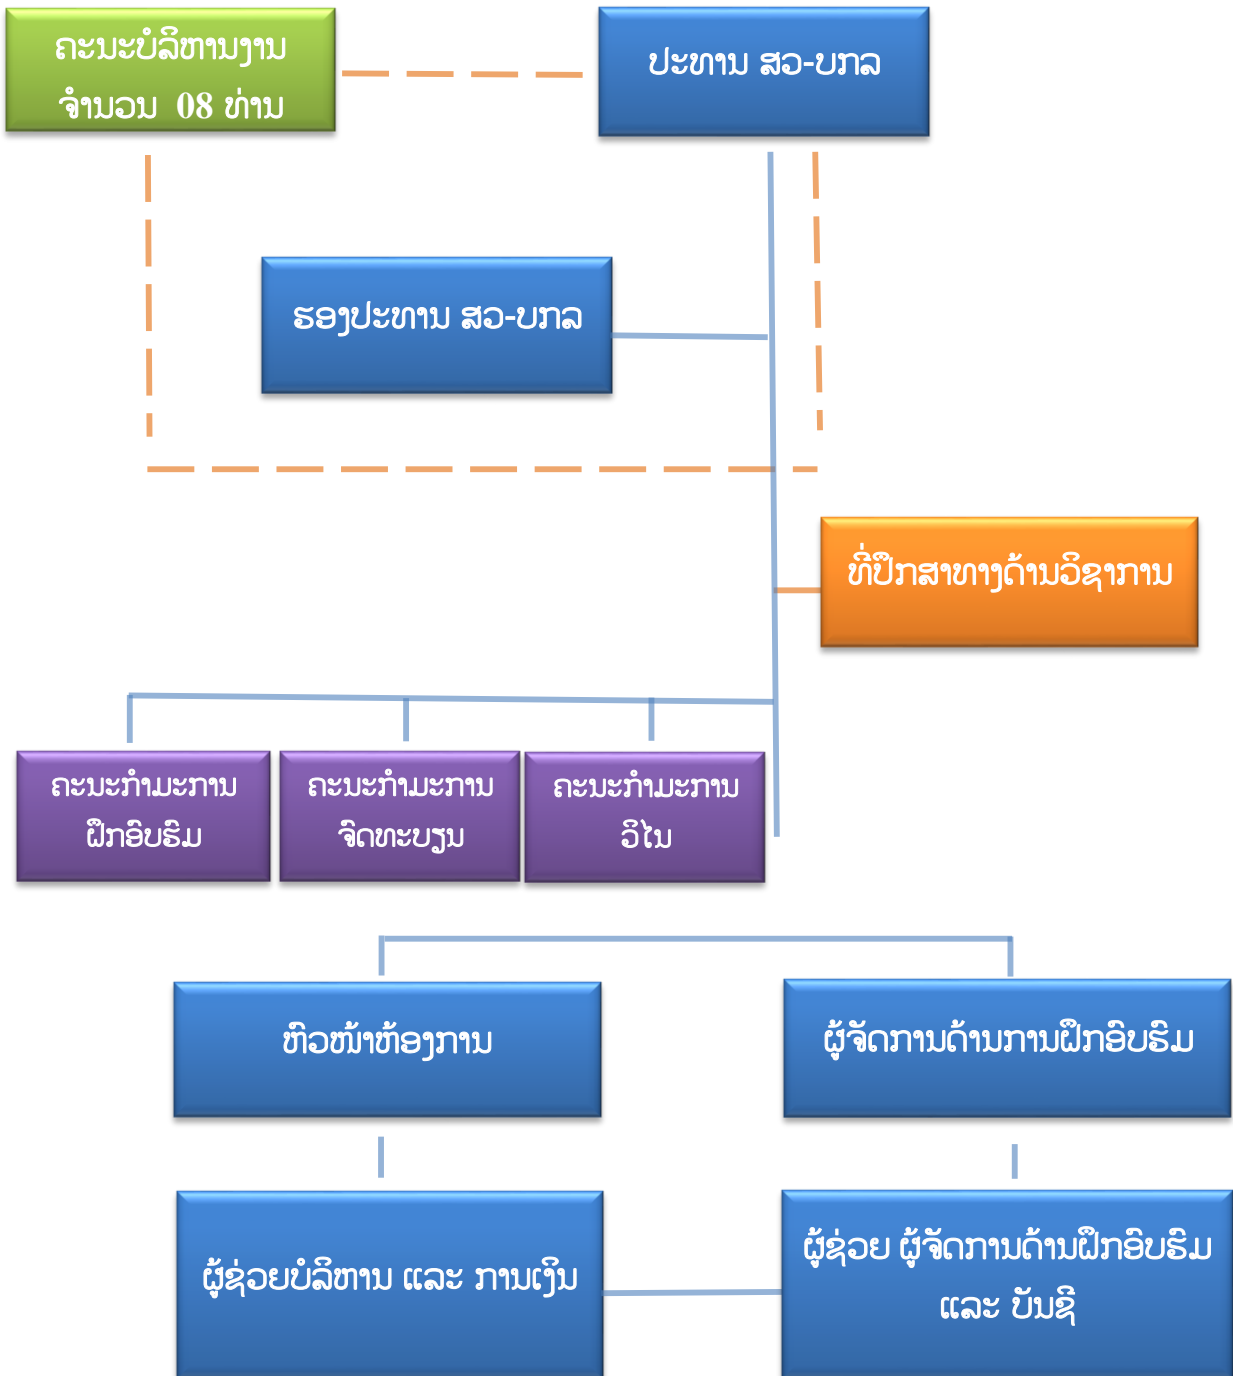 ຄະນະບໍລິຫານງານ
ຈຳນວນ 08 ທ່ານ
ປະທານ ສວ-ບກລ
ຮອງປະທານ ສວ-ບກລ
ທີ່ປຶກສາທາງດ້ານວິຊາການ
ຄະນະກຳມະການ
ຝຶກອົບຮົມ
ຄະນະກຳມະການ
ຈົດທະບຽນ
ຄະນະກຳມະການ
ວິໄນ
ຫົວໜ້າຫ້ອງການ
ຜູ້ຈັດການດ້ານການຝຶກອົບຮົມ
ຜູ້ຊ່ວຍບໍລິຫານ ແລະ ການເງິນ
ຜູ້ຊ່ວຍ ຜູ້ຈັດການດ້ານຝຶກອົບຮົມ
ແລະ ບັນຊີ